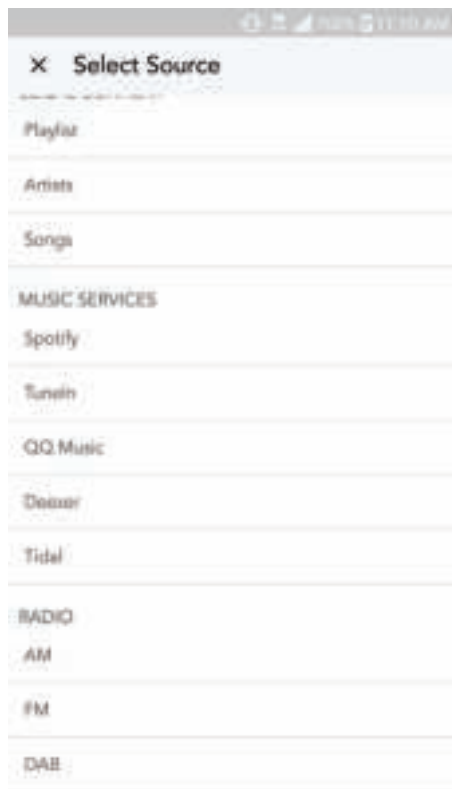 Select Source
Playlist
Artists
Songs
MUSIC SERVICES
Spotify
TuneIn
QQ Music
Deezer
Tidal
RADIO
AM
FM
DAB